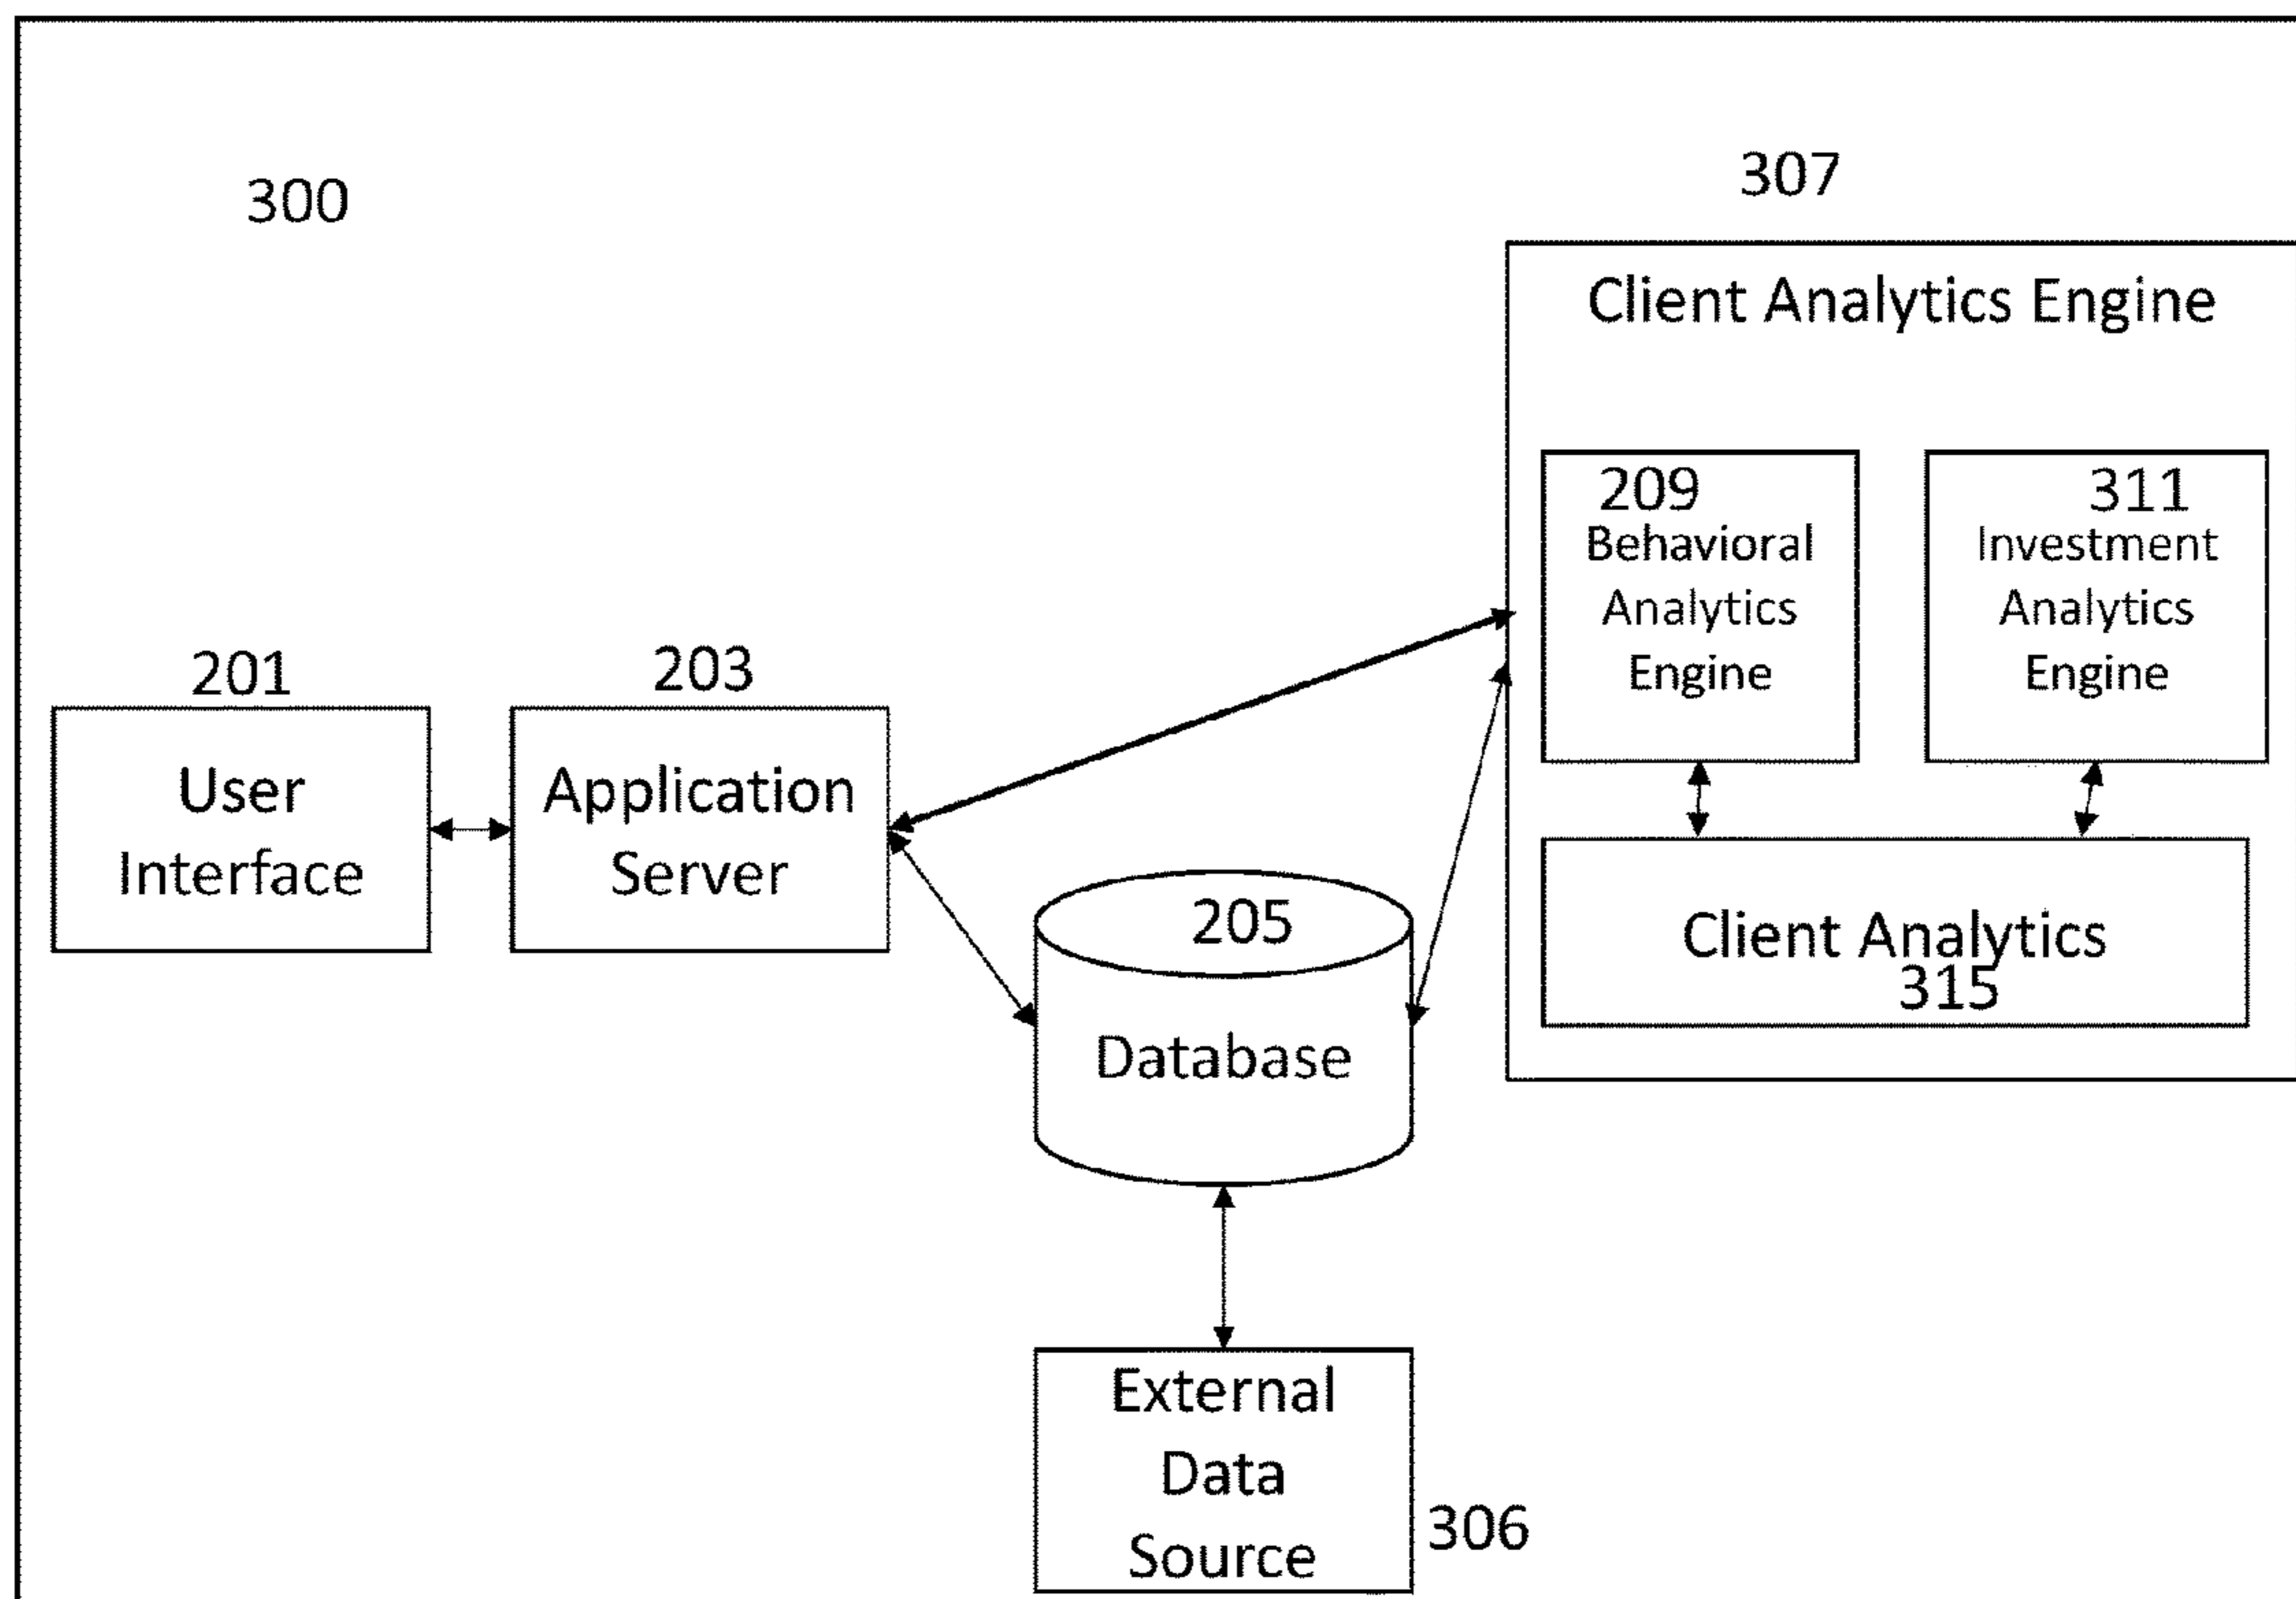 300
307
Client Analytics Engine
209
Behavioral
Analytics
Engine
311
Investment
Analytics
Engine
201
User
Interface
203
Application
Server
205
Database
Client Analytics
315
External
Data
Source
306